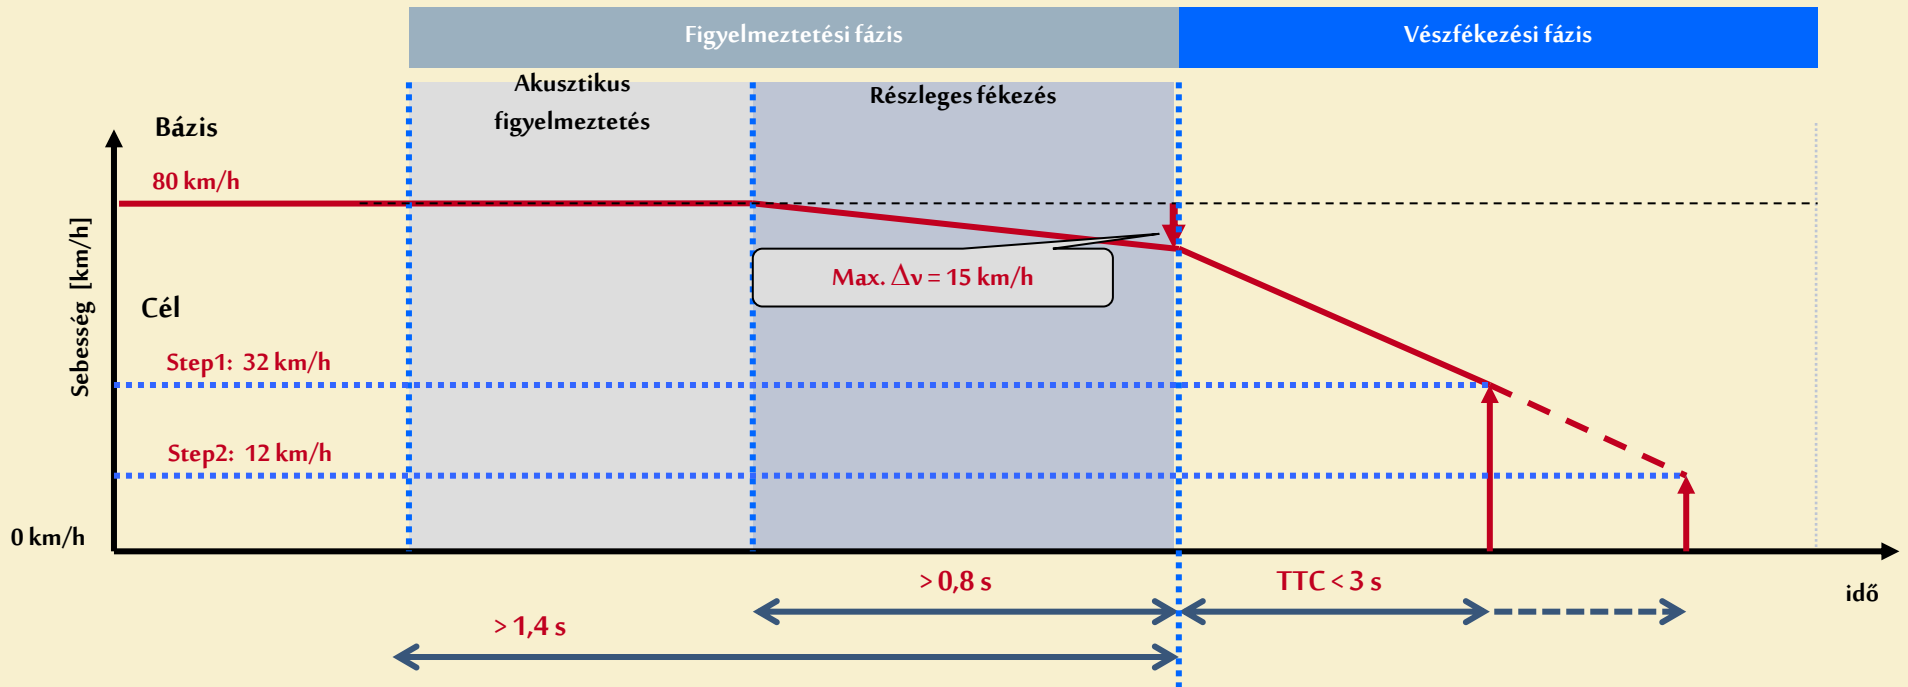 Figyelmeztetési fázis
Vészfékezési fázis
Akusztikus
figyelmeztetés
Részleges fékezés
Bázis
80 km/h
Sebesség [km/h]
Max. Δv = 15 km/h
Cél
Step1: 32 km/h
Step2: 12 km/h
0 km/h
> 0,8 s
TTC < 3 s
idő
> 1,4 s